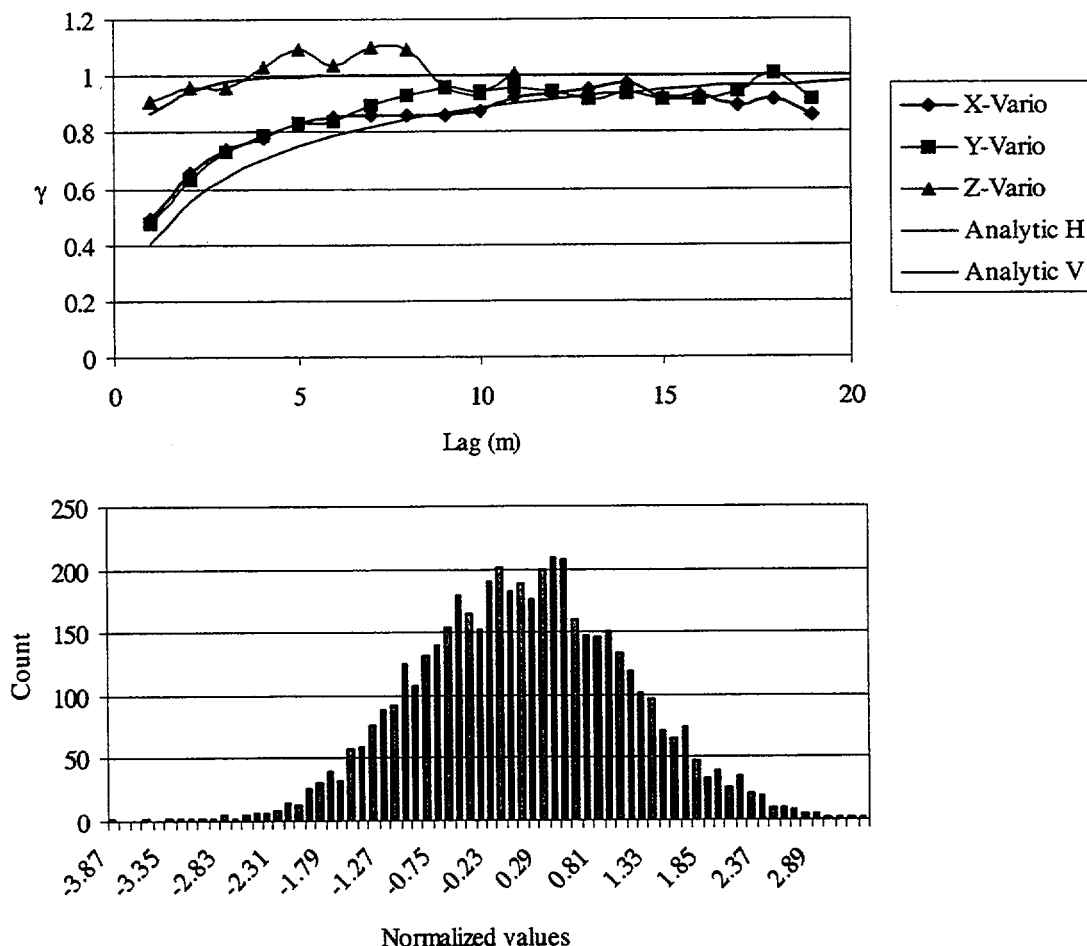 1.2
1
0.8
γ 0.6
0.4
0.2
0
0 5 10 15 20
Lag (m)
X-Vario
Y-Vario
Z-Vario
Analytic H
Analytic V
250
200
150
100
50
0
Count
-3.87 -3.35 -2.83 -2.31 -1.79 -1.27 -0.75 -0.23 0.29 0.81 1.33 1.85 2.37 2.89
Normalized values